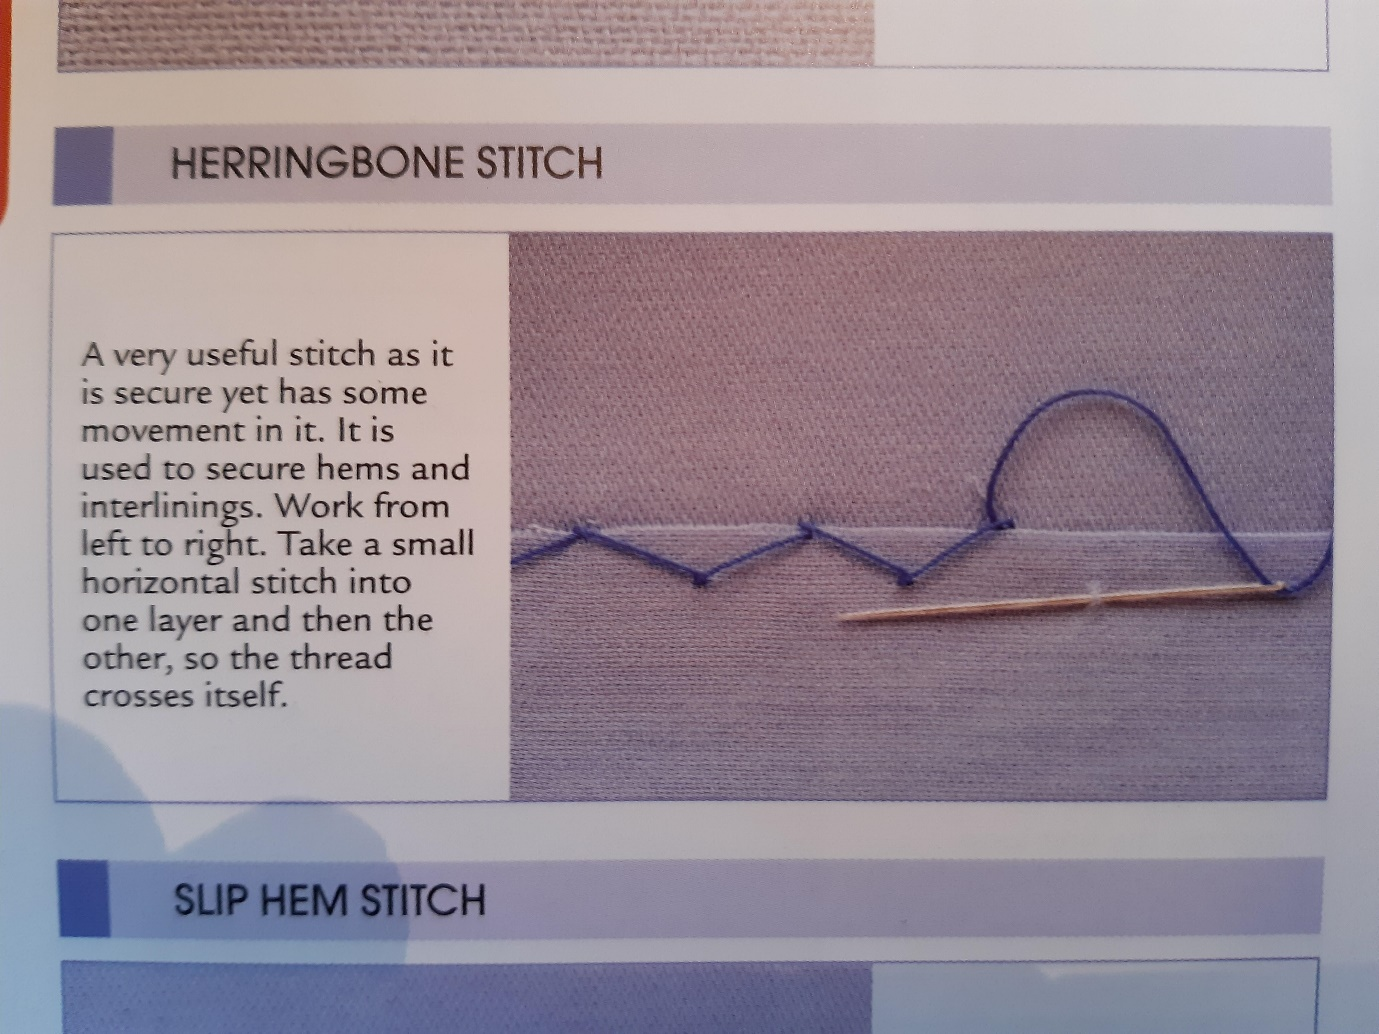 HERRINGBONE STITCH
A very useful stitch as it
is secure yet has some
movement in it. It is
used to secure hems and
interlinings. Work from
left to right. Take a small
horizontal stitch into
one layer and then the
other, so the thread
crosses itself.
SLIP HEM STITCH